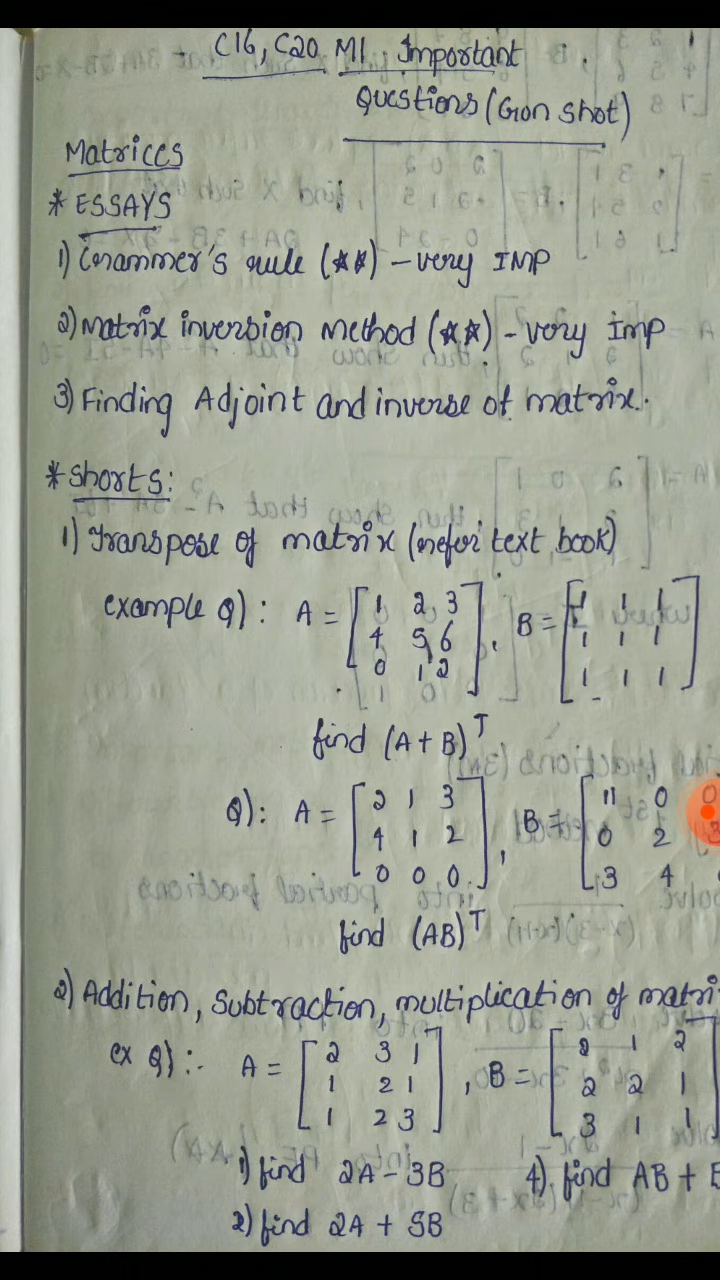 C16, C20 M1 Important
Questions (Gon shot)
Matrices
* ESSAYS
1) Crammer's rule (**) - very IMP
2) Matrix inversion Method (**) - very Imp
3) Finding Adjoint and inverse of matrix.
* Shorts:
1) Transpose of matrix (refer text book)
example Q) : A = [1 2 3
4 5 6
0 1 2], B = [1 1 1
1 1 1
1 1 1]
find (A + B)ᵀ
Q): A = [2 1 3
4 1 2
0 0 0], B = [11 0 0
0 2 3
3 4
find (AB)ᵀ
2) Addition, Subtraction, multiplication of matri
ex Q) :- A = [2 3 1
1 2 1
1 2 3], B = [2 1 2
2 2 1
3 1 1]
1) find 2A - 3B 4). find AB +
2) find 2A + 5B